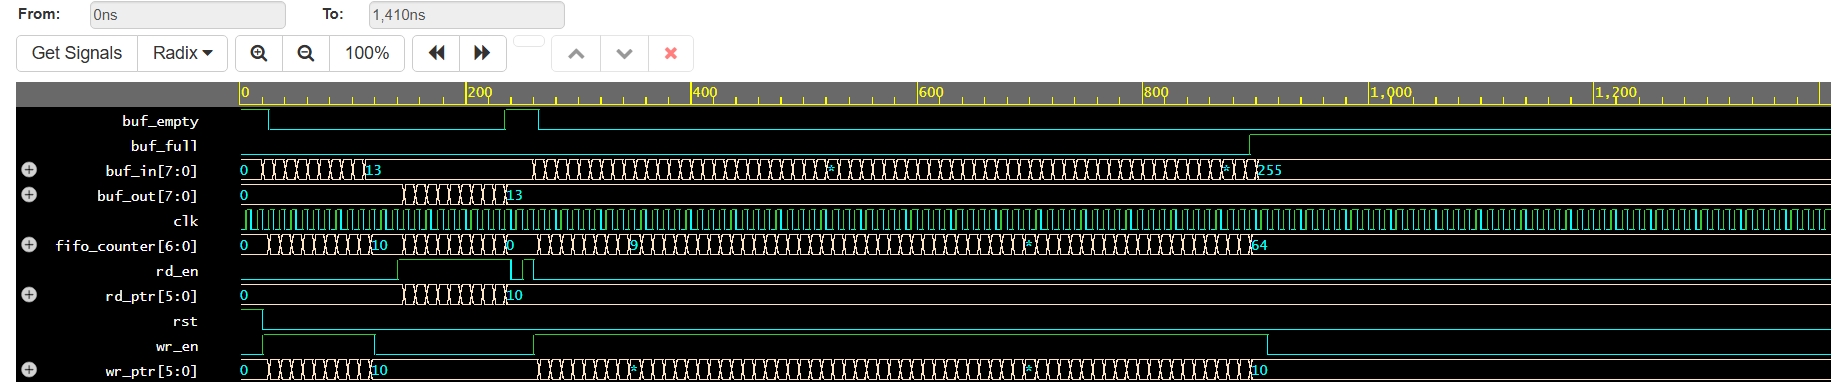 From: 0ns To: 1,410ns
Get Signals Radix 100%
0 200 400 600 800 1,000 1,200
buf_empty
buf_full
buf_in[7:0] 0 13 * * 255
buf_out[7:0] 0 13
clk
fifo_counter[6:0] 0 10 0 9 * 64
rd_en
rd_ptr[5:0] 0 10
rst
wr_en
wr_ptr[5:0] 0 10 * * 10